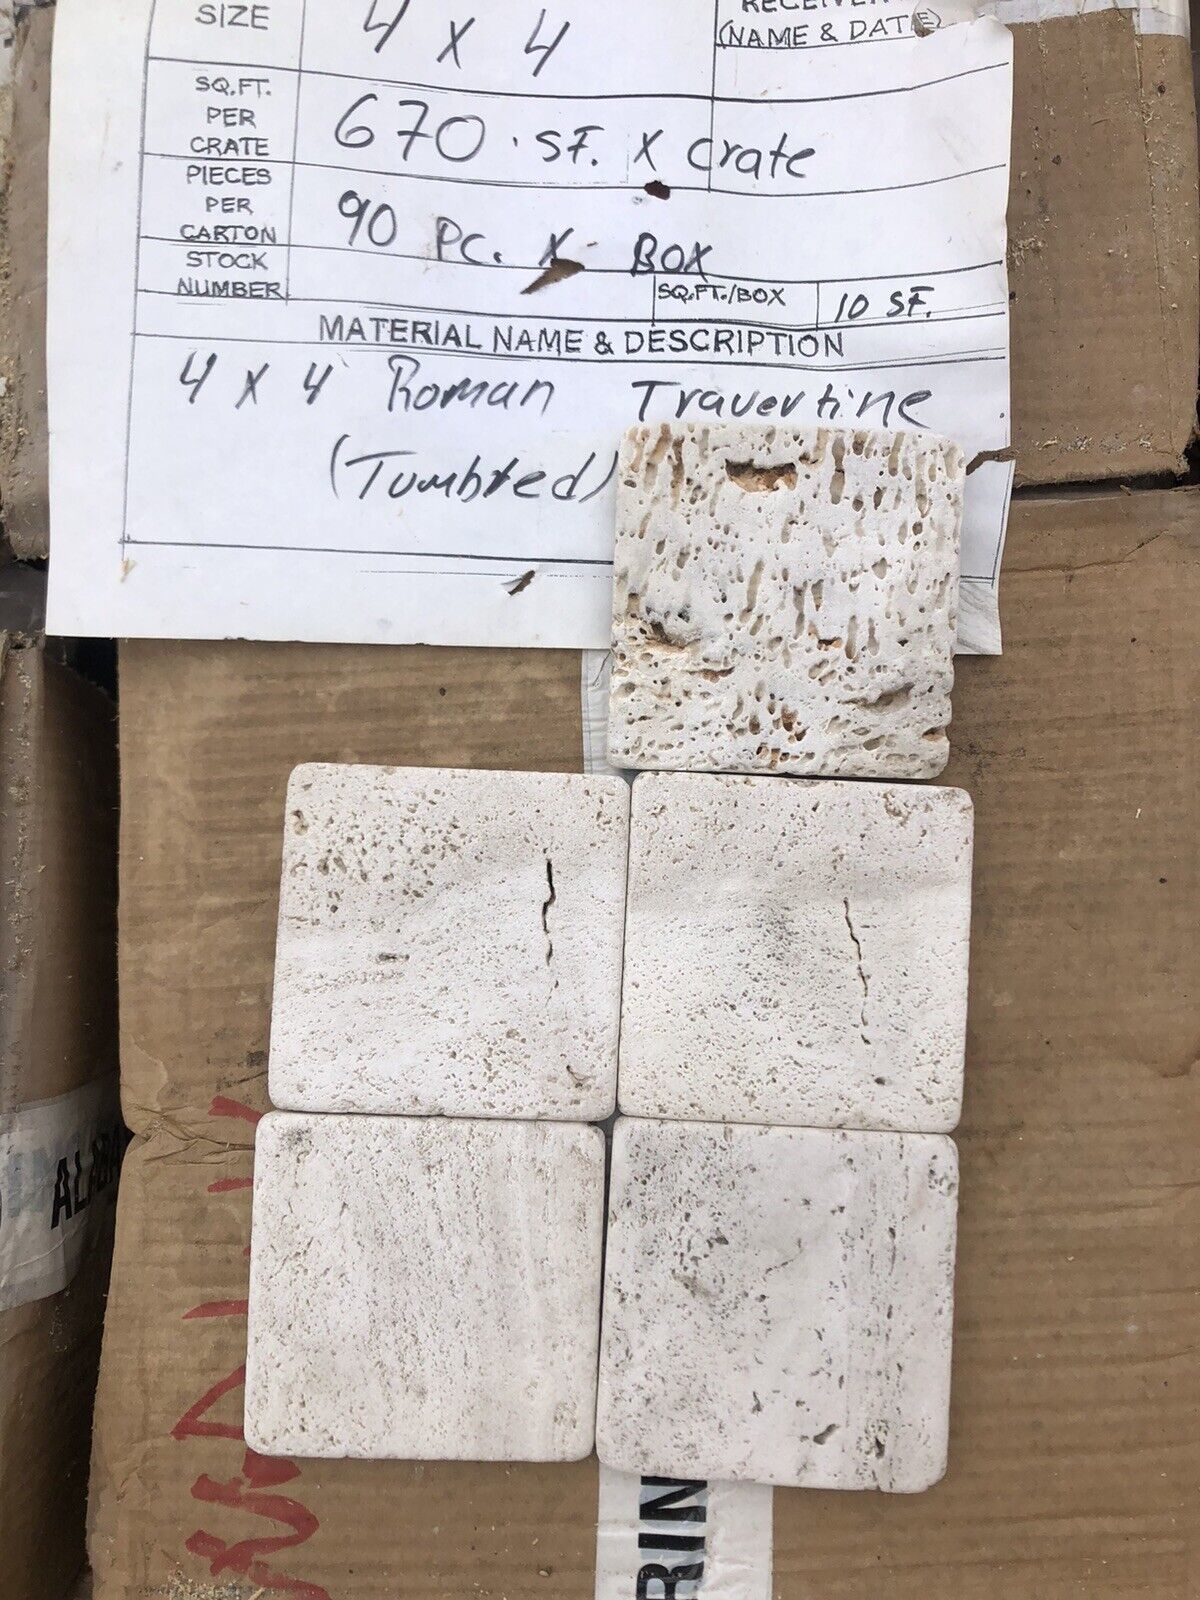 SIZE 4 x 4
(NAME & DATE)
SQ.FT. PER CRATE 670 . SF. x crate
PIECES PER CARTON 90 PC. x BOX
STOCK NUMBER
SQ.FT./BOX 10 SF.
MATERIAL NAME & DESCRIPTION
4 x 4 Roman Travertine
(Tumbled)
RIN